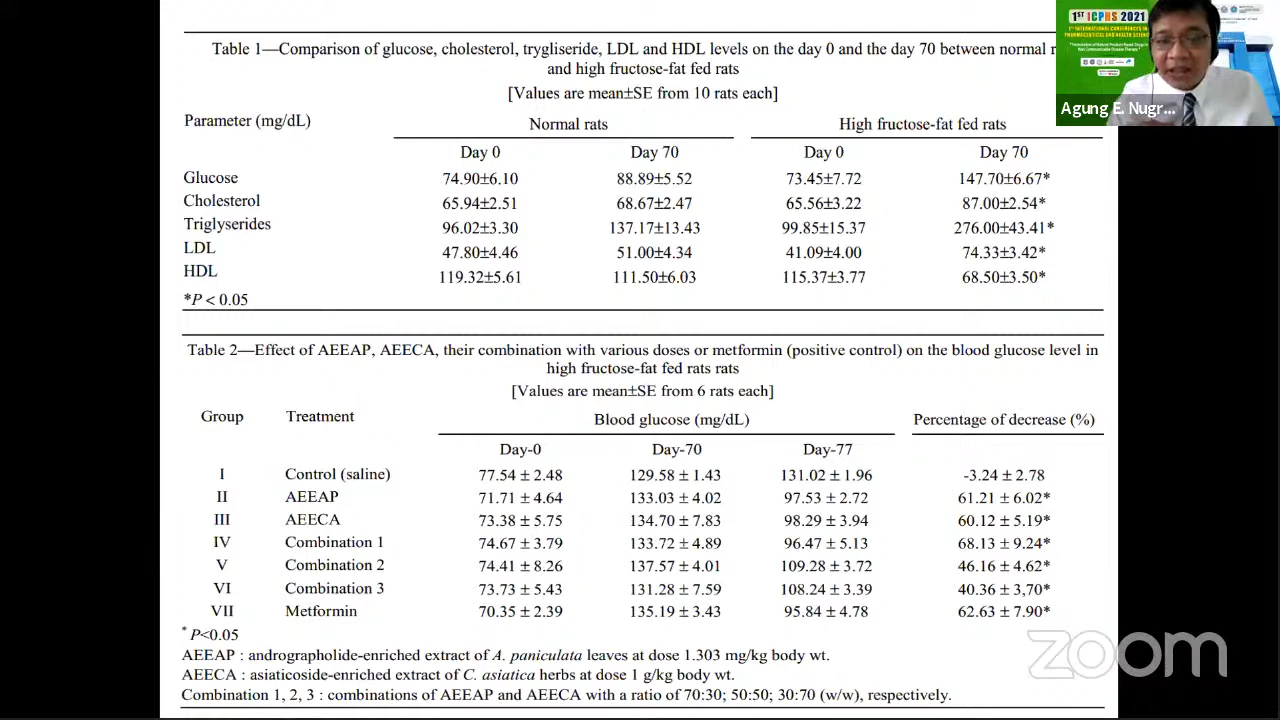 Table 1—Comparison of glucose, cholesterol, trygliseride, LDL and HDL levels on the day 0 and the day 70 between normal r
and high fructose-fat fed rats
[Values are mean±SE from 10 rats each]
Parameter (mg/dL) Normal rats High fructose-fat fed rats
Day 0 Day 70 Day 0 Day 70
Glucose 74.90±6.10 88.89±5.52 73.45±7.72 147.70±6.67*
Cholesterol 65.94±2.51 68.67±2.47 65.56±3.22 87.00±2.54*
Triglyserides 96.02±3.30 137.17±13.43 99.85±15.37 276.00±43.41*
LDL 47.80±4.46 51.00±4.34 41.09±4.00 74.33±3.42*
HDL 119.32±5.61 111.50±6.03 115.37±3.77 68.50±3.50*
*P < 0.05
Table 2—Effect of AEEAP, AEECA, their combination with various doses or metformin (positive control) on the blood glucose level in
high fructose-fat fed rats rats
[Values are mean±SE from 6 rats each]
Group Treatment Blood glucose (mg/dL) Percentage of decrease (%)
Day-0 Day-70 Day-77
I Control (saline) 77.54 ± 2.48 129.58 ± 1.43 131.02 ± 1.96 -3.24 ± 2.78
II AEEAP 71.71 ± 4.64 133.03 ± 4.02 97.53 ± 2.72 61.21 ± 6.02*
III AEECA 73.38 ± 5.75 134.70 ± 7.83 98.29 ± 3.94 60.12 ± 5.19*
IV Combination 1 74.67 ± 3.79 133.72 ± 4.89 96.47 ± 5.13 68.13 ± 9.24*
V Combination 2 74.41 ± 8.26 137.57 ± 4.01 109.28 ± 3.72 46.16 ± 4.62*
VI Combination 3 73.73 ± 5.43 131.28 ± 7.59 108.24 ± 3.39 40.36 ± 3,70*
VII Metformin 70.35 ± 2.39 135.19 ± 3.43 95.84 ± 4.78 62.63 ± 7.90*
* P<0.05
AEEAP : andrographolide-enriched extract of A. paniculata leaves at dose 1.303 mg/kg body wt.
AEECA : asiaticoside-enriched extract of C. asiatica herbs at dose 1 g/kg body wt.
Combination 1, 2, 3 : combinations of AEEAP and AEECA with a ratio of 70:30; 50:50; 30:70 (w/w), respectively.
1ST ICPHS 2021
1ST INTERNATIONAL CONFERENCES IN
PHARMACEUTICAL AND HEALTH SCIENCE
Agung E. Nugr...
zoom